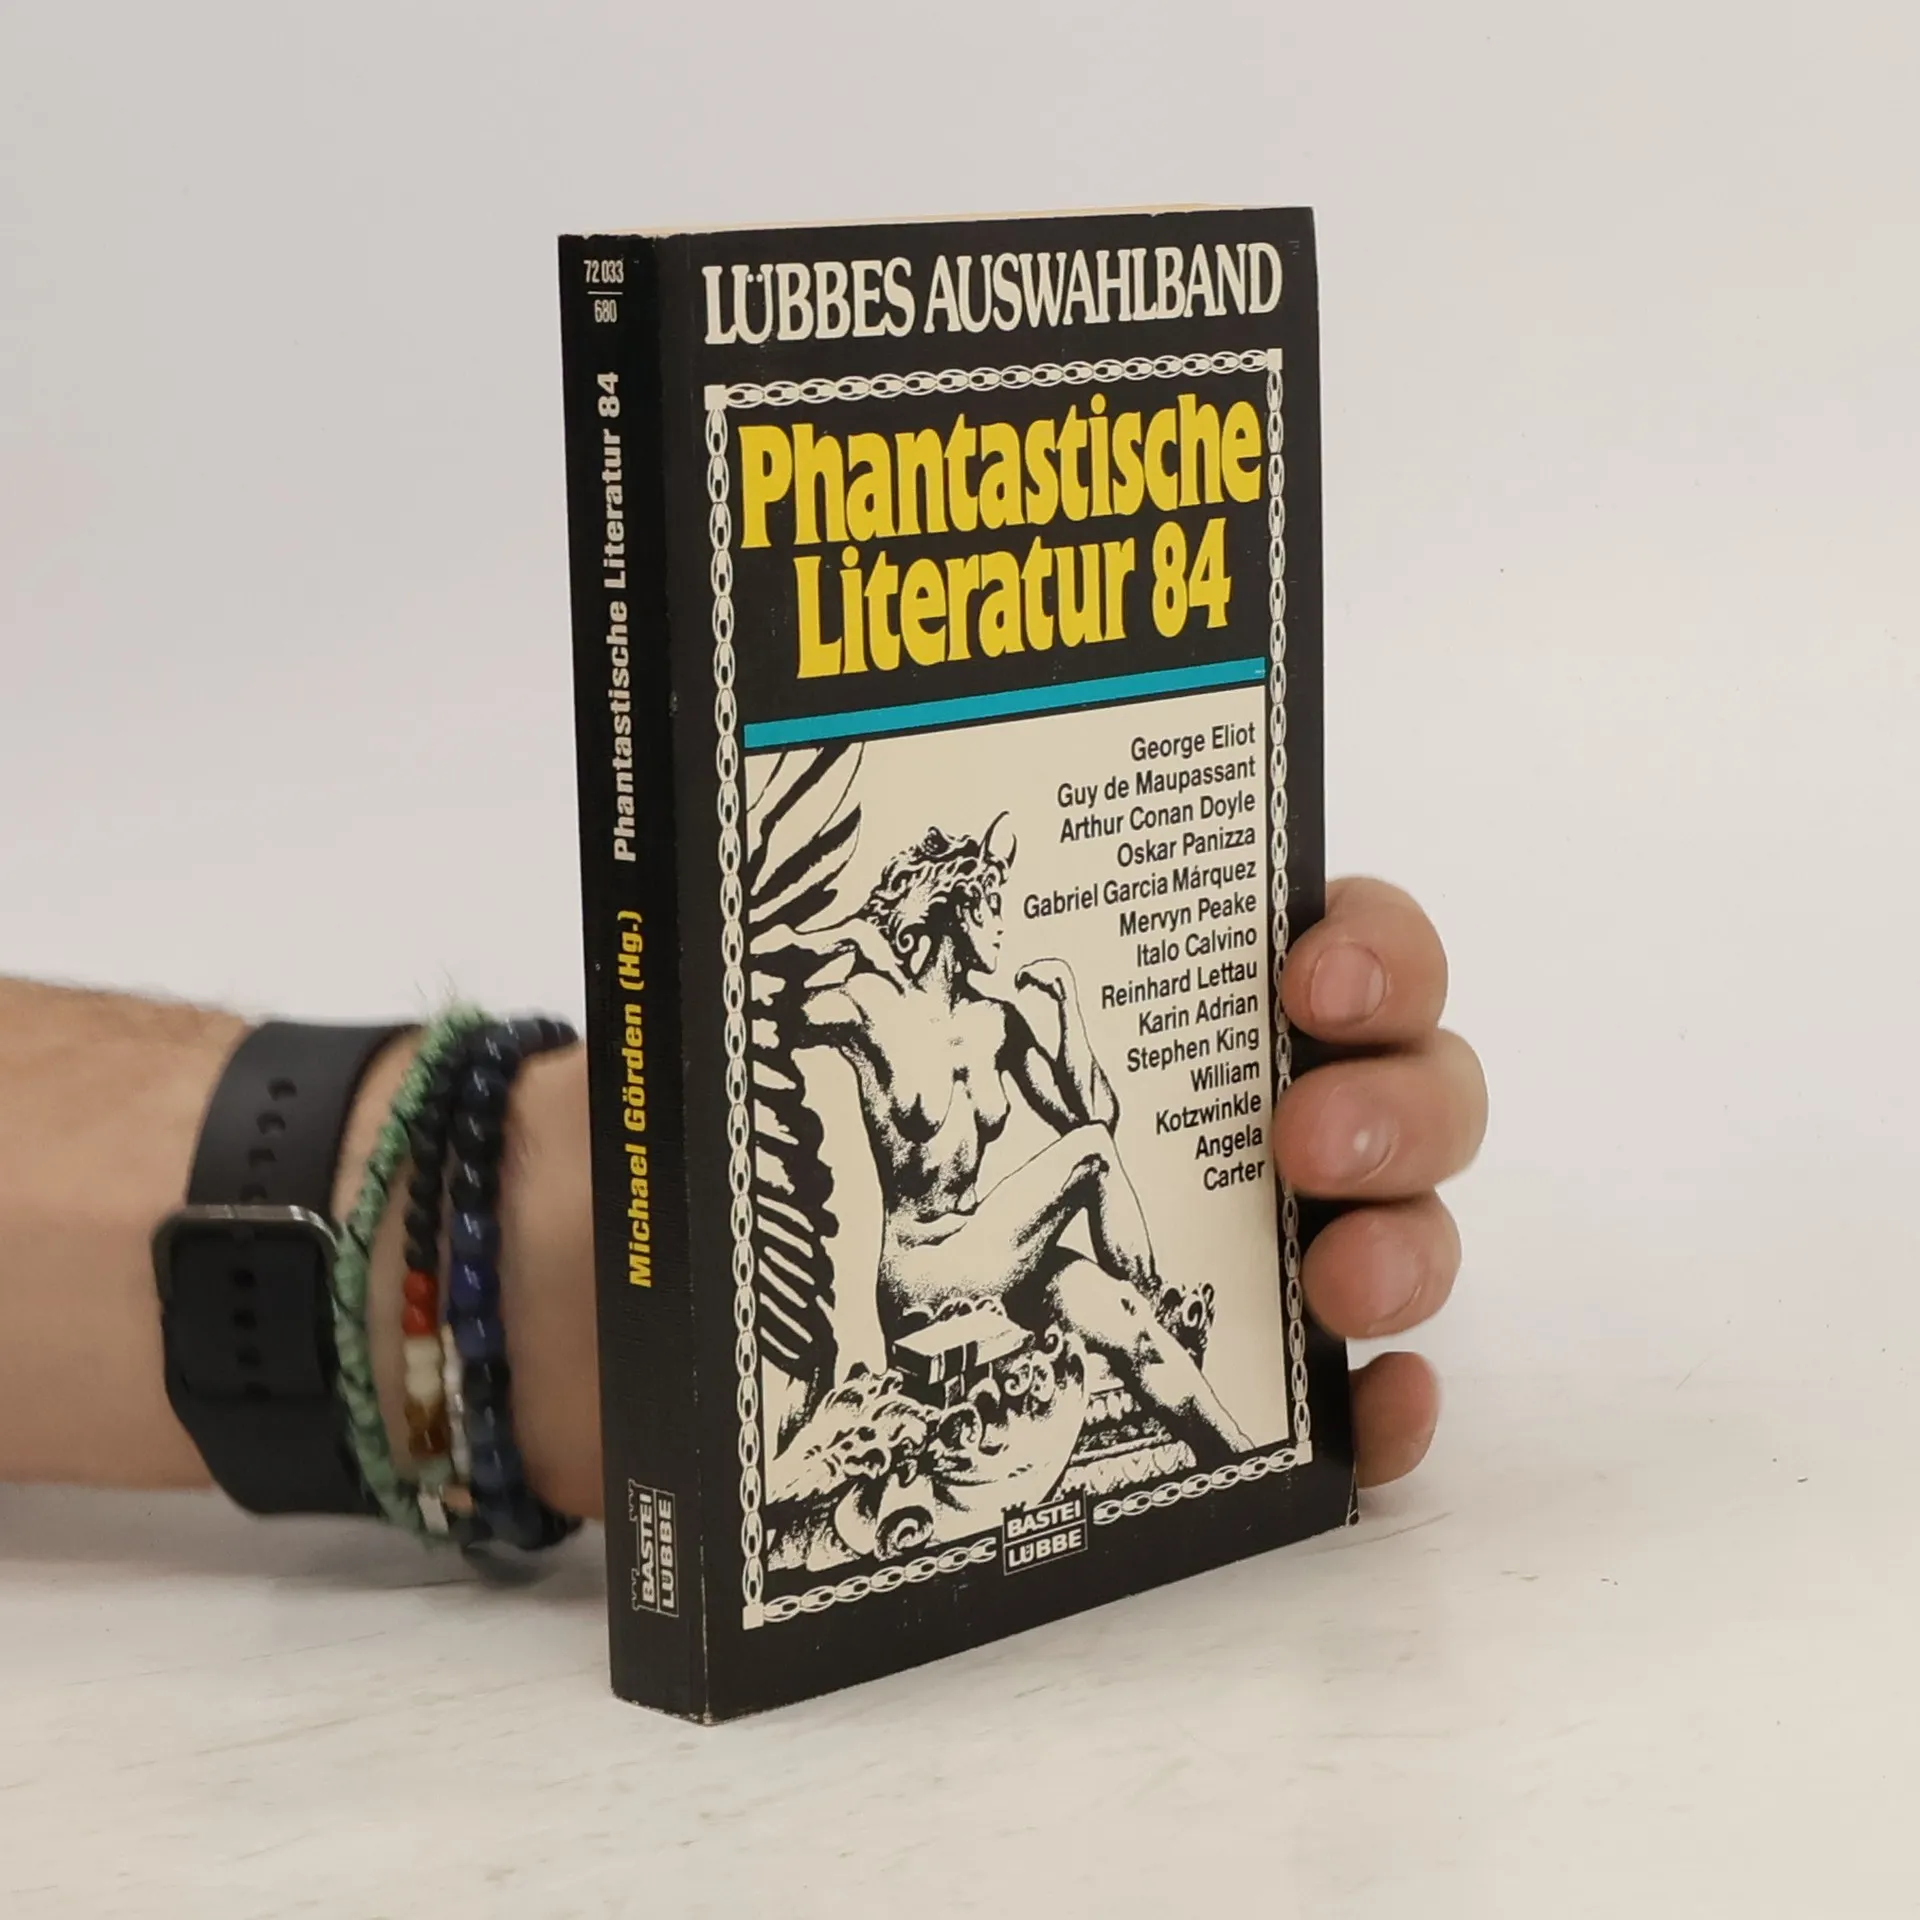 72 033
680
Michael Görden (Hg.) Phantastische Literatur 84
BASTEI
LÜBBE
LÜBBES AUSWAHLBAND
Phantastische
Literatur 84
George Eliot
Guy de Maupassant
Arthur Conan Doyle
Oskar Panizza
Gabriel Garcia Márquez
Mervyn Peake
Italo Calvino
Reinhard Lettau
Karin Adrian
Stephen King
William
Kotzwinkle
Angela
Carter
BASTEI
LÜBBE